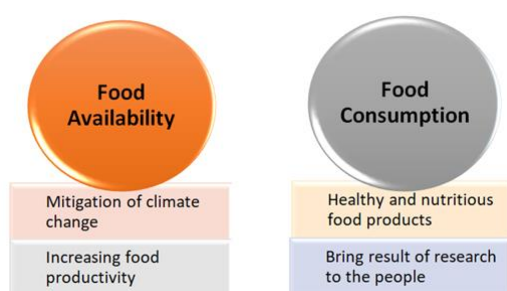 Food
Availability
Mitigation of climate
change
Increasing food
productivity
Food
Consumption
Healthy and nutritious
food products
Bring result of research
to the people